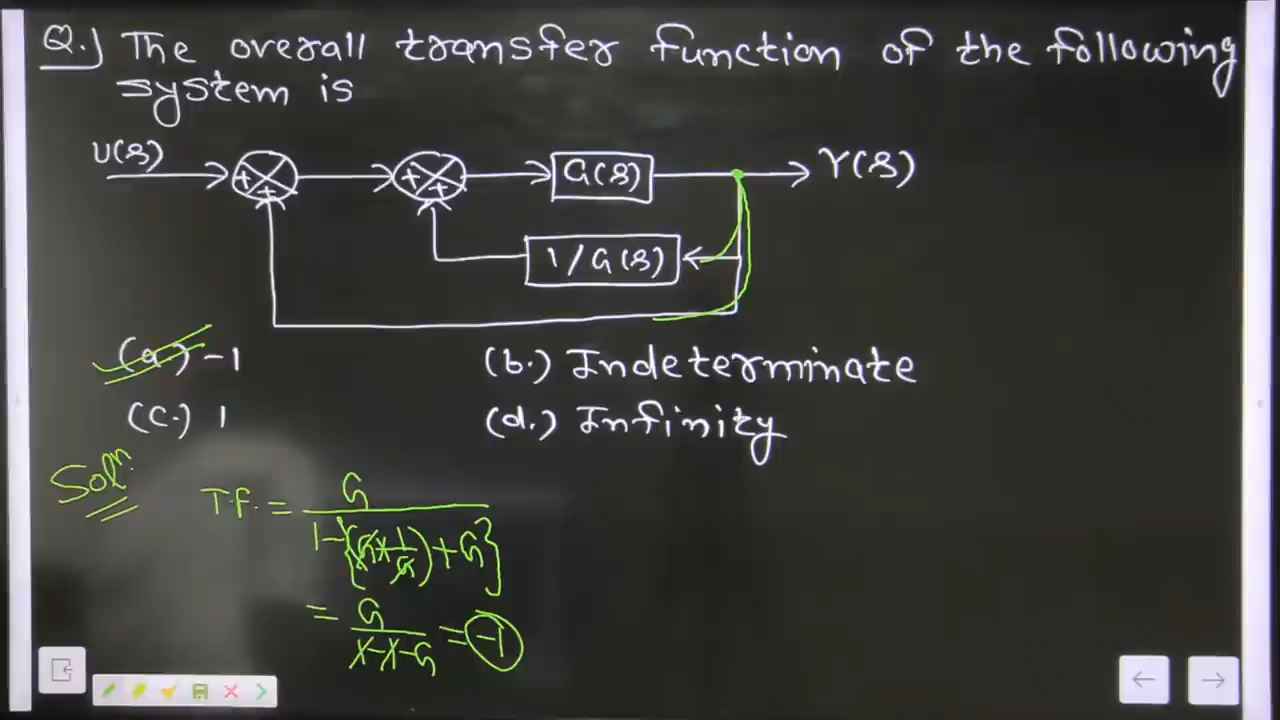 Q.) The overall transfer function of the following
system is
U(s) + + + + G(s) Y(s)
1/G(s)
(a) -1 (b.) Indeterminate
(c.) 1 (d.) Infinity
Solⁿ. T.F. = G / 1-{(G×1/G)+G}
= G / 1-1-G = -1